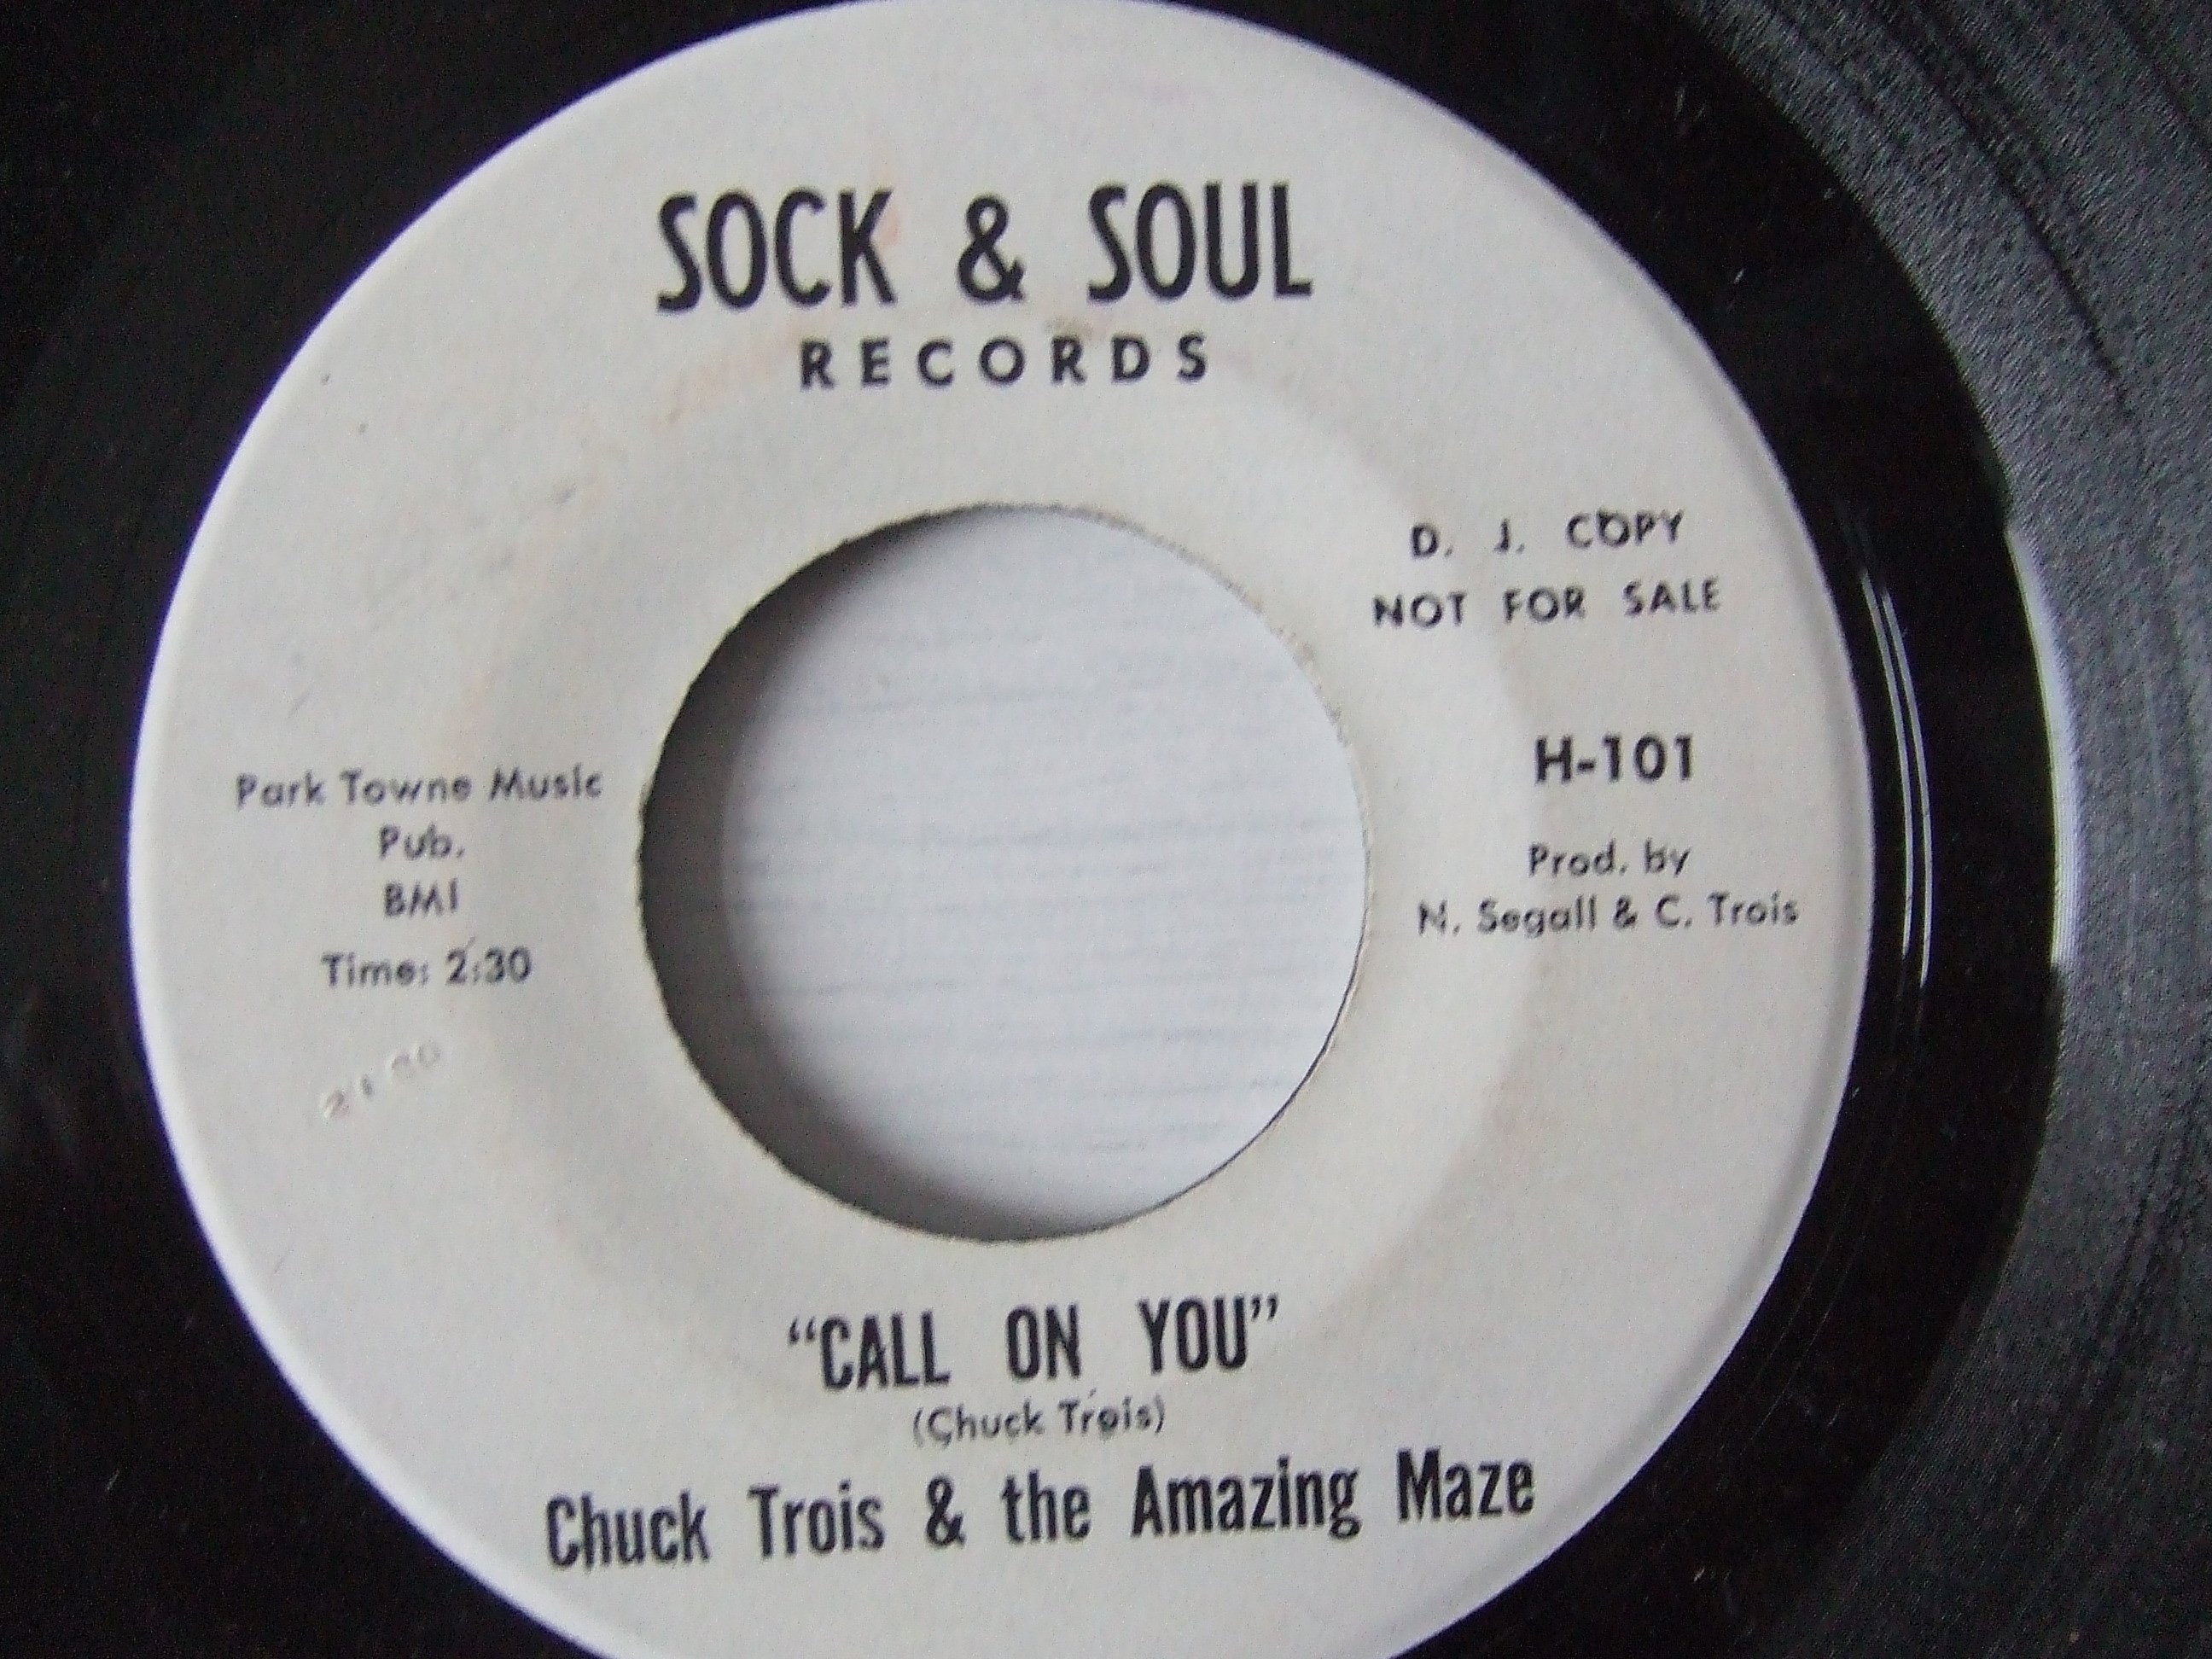 SOCK & SOUL
RECORDS
D. J. COPY
NOT FOR SALE
H-101
Prod. by
N. Segall & C. Trois
Park Towne Music
Pub.
BMI
Time: 2:30
"CALL ON YOU"
(Chuck Trois)
Chuck Trois & the Amazing Maze